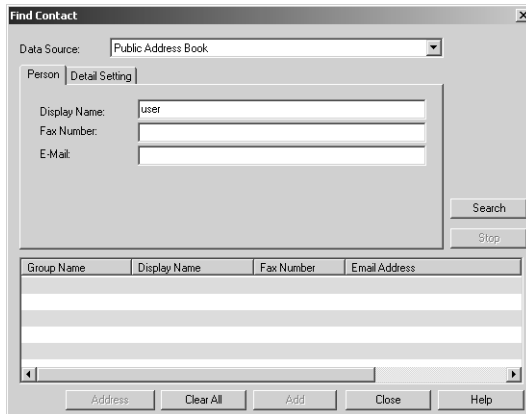 Find Contact
Data Source: Public Address Book
Person Detail Setting
Display Name: user
Fax Number:
E-Mail:
Search
Stop
Group Name Display Name Fax Number Email Address
Address Clear All Add Close Help